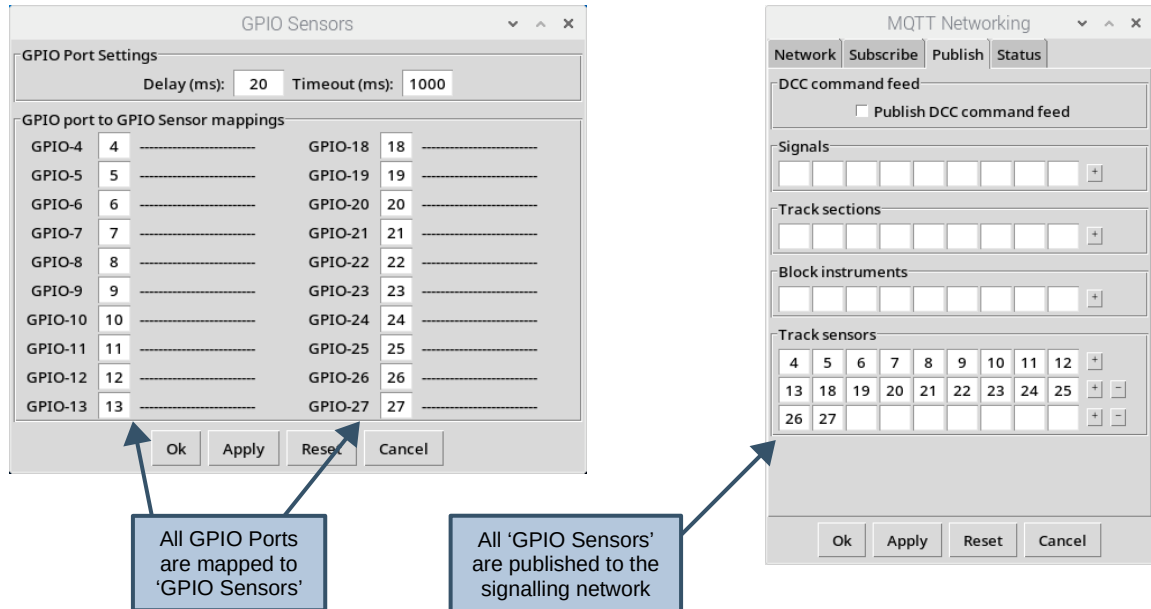 GPIO Sensors
GPIO Port Settings
Delay (ms): 20 Timeout (ms): 1000
GPIO port to GPIO Sensor mappings
GPIO-4 4 -------------------------- GPIO-18 18 --------------------------
GPIO-5 5 -------------------------- GPIO-19 19 --------------------------
GPIO-6 6 -------------------------- GPIO-20 20 --------------------------
GPIO-7 7 -------------------------- GPIO-21 21 --------------------------
GPIO-8 8 -------------------------- GPIO-22 22 --------------------------
GPIO-9 9 -------------------------- GPIO-23 23 --------------------------
GPIO-10 10 -------------------------- GPIO-24 24 --------------------------
GPIO-11 11 -------------------------- GPIO-25 25 --------------------------
GPIO-12 12 -------------------------- GPIO-26 26 --------------------------
GPIO-13 13 -------------------------- GPIO-27 27 --------------------------
Ok Apply Reset Cancel
All GPIO Ports
are mapped to
‘GPIO Sensors’
MQTT Networking
Network Subscribe Publish Status
DCC command feed
Publish DCC command feed
Signals
+
Track sections
+
Block instruments
+
Track sensors
4 5 6 7 8 9 10 11 12 +
13 18 19 20 21 22 23 24 25 + −
26 27 + −
Ok Apply Reset Cancel
All ‘GPIO Sensors’
are published to the
signalling network